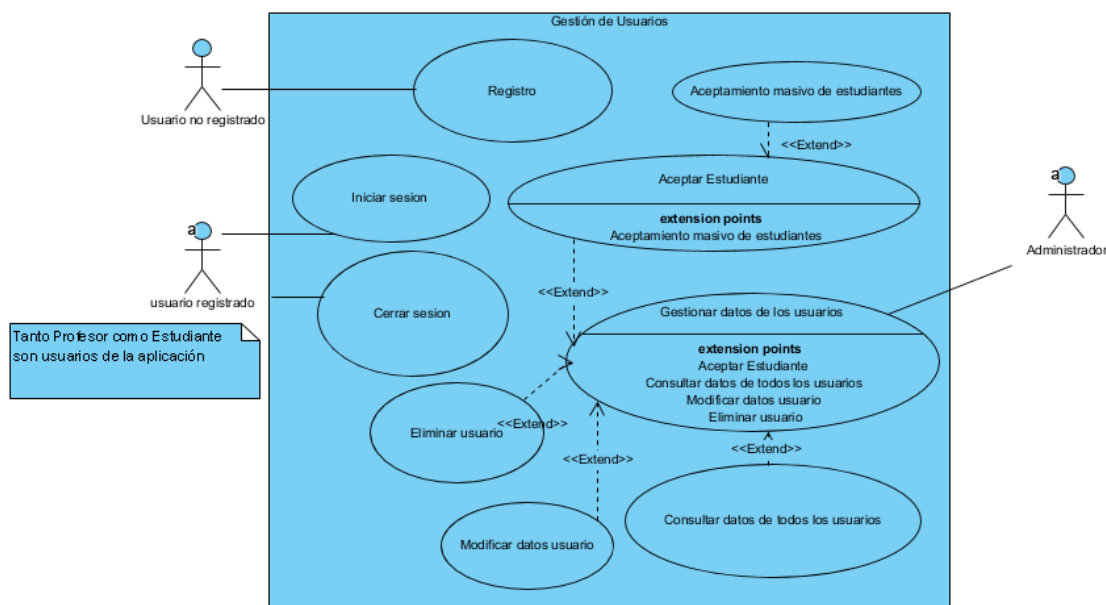 Gestión de Usuarios
Usuario no registrado
Registro
Aceptamiento masivo de estudiantes
<<Extend>>
Iniciar sesion
Aceptar Estudiante
extension points
Aceptamiento masivo de estudiantes
a
Administrador
a
usuario registrado
<<Extend>>
Cerrar sesion
Gestionar datos de los usuarios
extension points
Aceptar Estudiante
Consultar datos de todos los usuarios
Modificar datos usuario
Eliminar usuario
Tanto Profesor como Estudiante
son usuarios de la aplicación
<<Extend>>
Eliminar usuario
<<Extend>>
<<Extend>>
Modificar datos usuario
Consultar datos de todos los usuarios